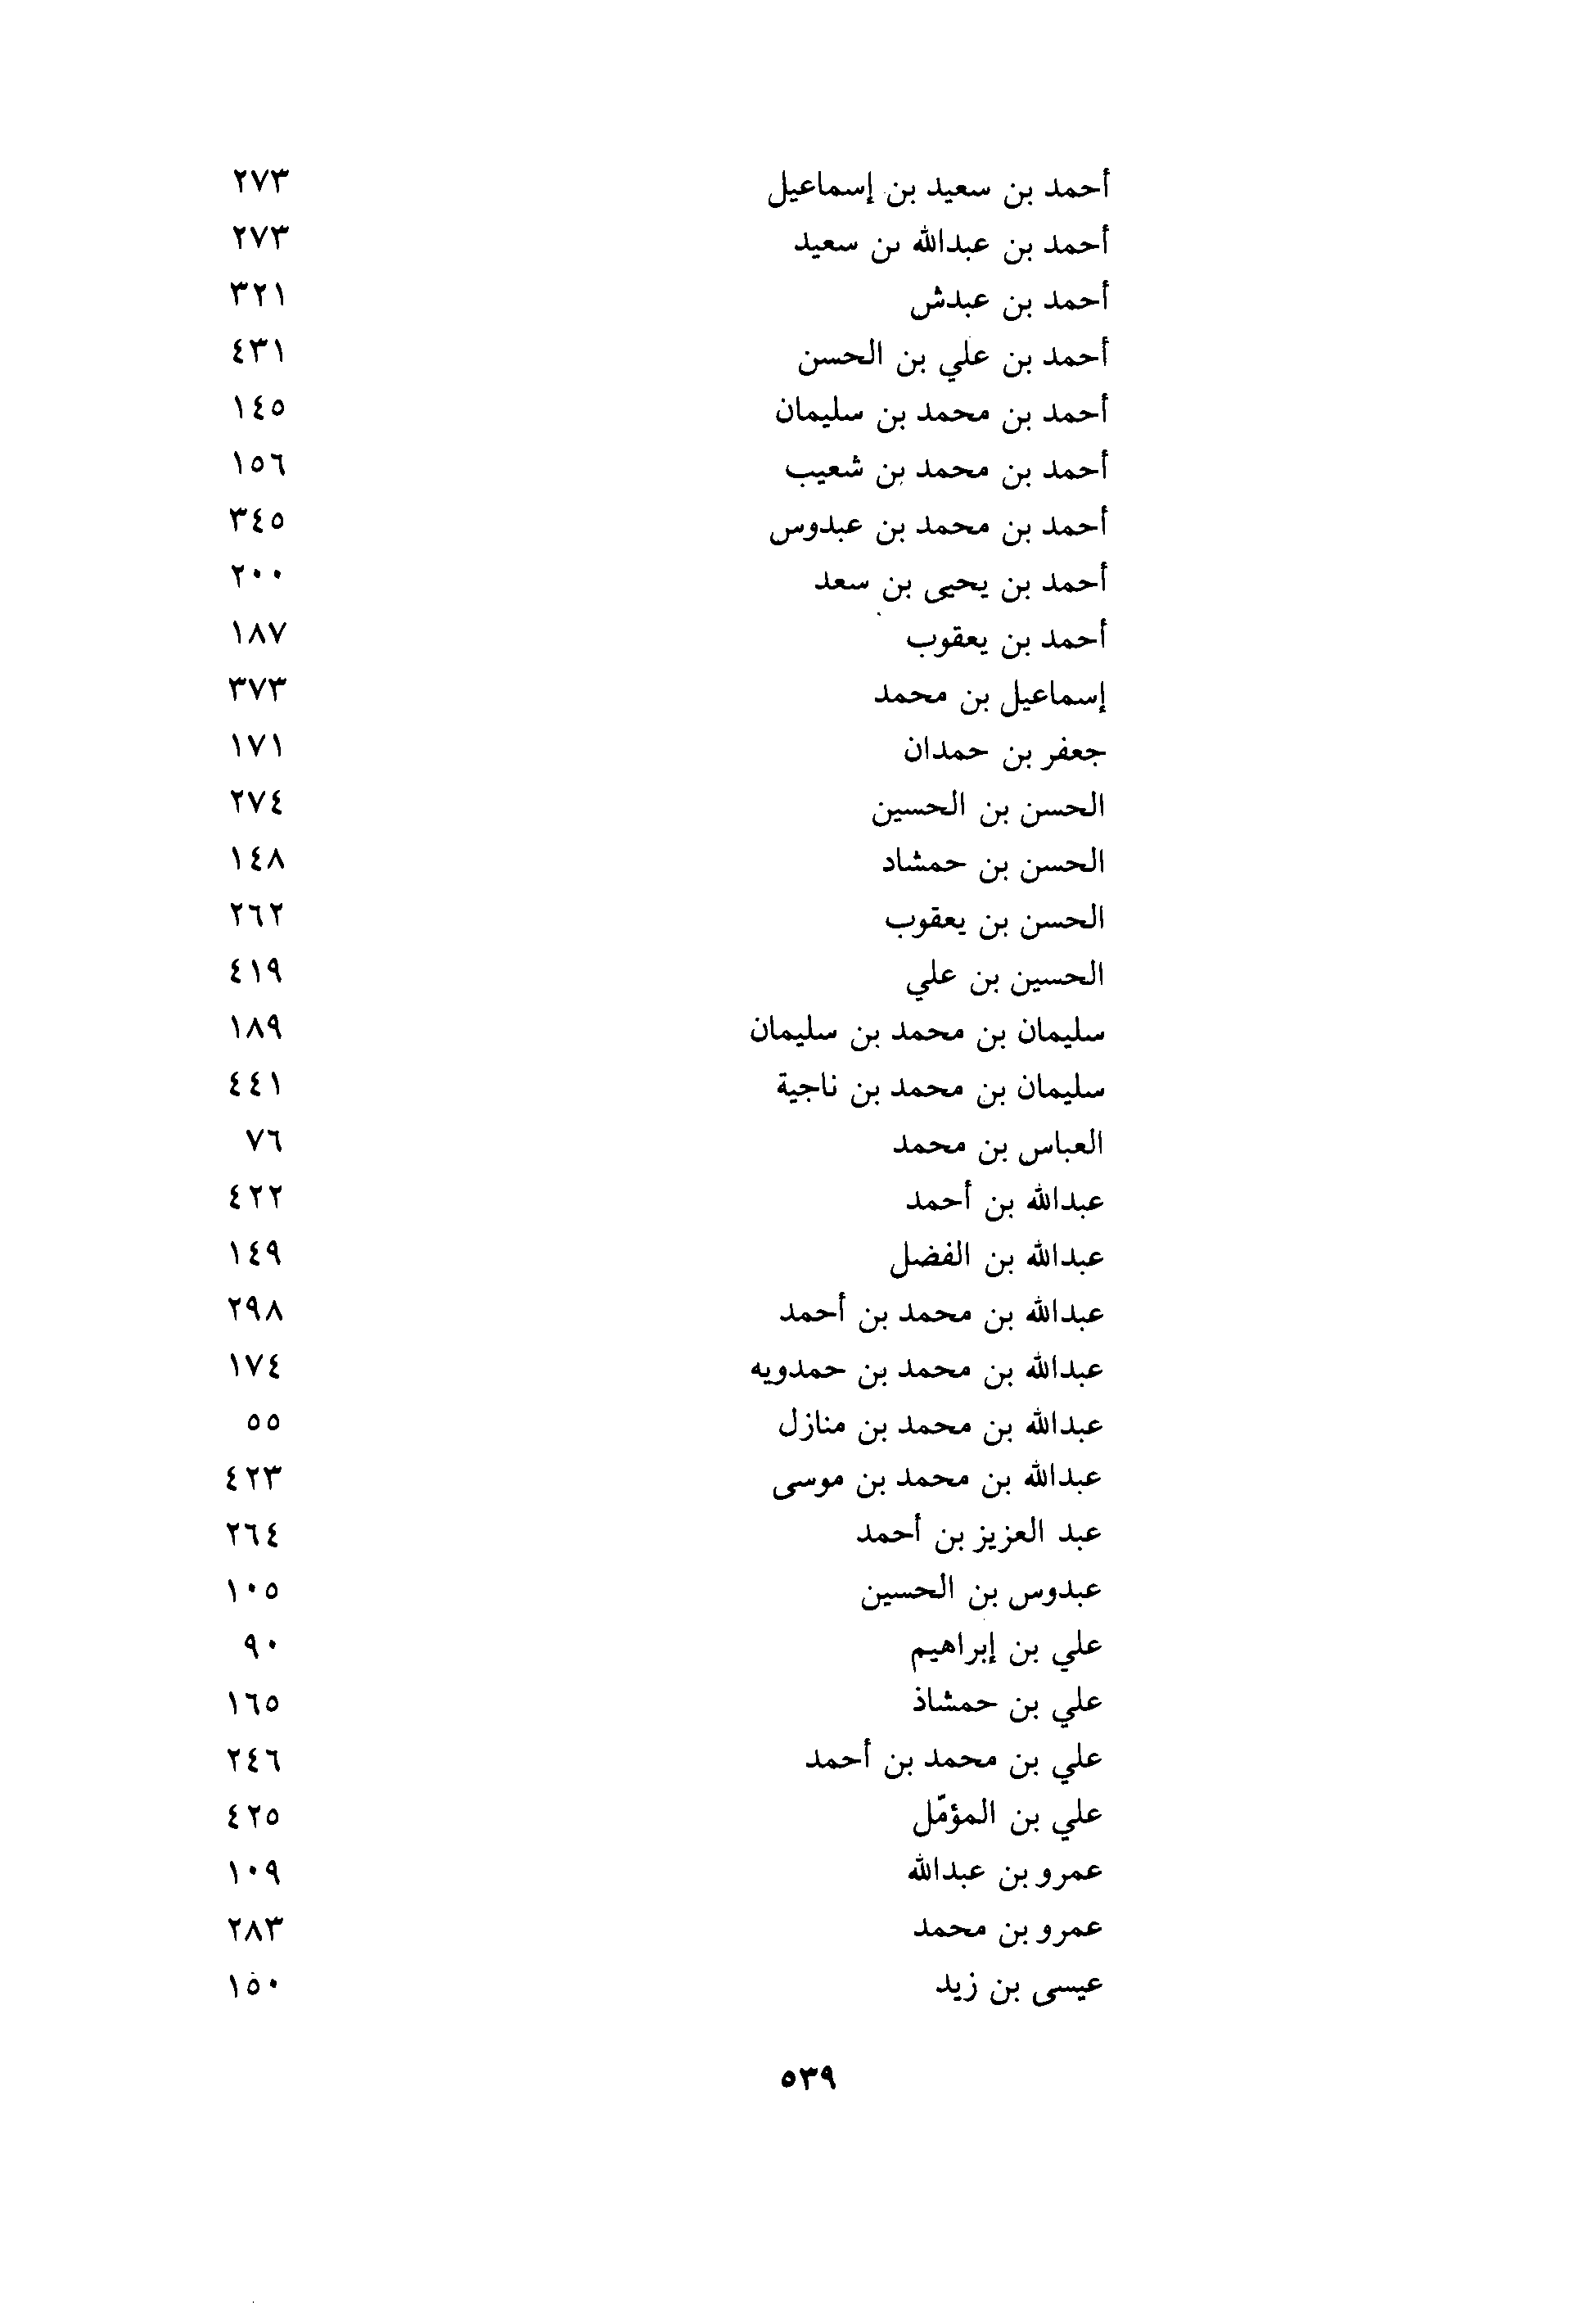 أحمد بن سعيد بن إسماعيل ٢٧٣
أحمد بن عبدالله بن سعيد ٢٧٣
أحمد بن عبدش ٣٢١
أحمد بن علي بن الحسن ٤٣١
أحمد بن محمد بن سليمان ١٤٥
أحمد بن محمد بن شعيب ١٥٦
أحمد بن محمد بن عبدوس ٣٤٥
أحمد بن يحيى بن سعد ٢٠٠
أحمد بن يعقوب ١٨٧
إسماعيل بن محمد ٣٧٣
جعفر بن حمدان ١٧١
الحسن بن الحسين ٢٧٤
الحسن بن حمشاد ١٤٨
الحسن بن يعقوب ٢٦٢
الحسين بن علي ٤١٩
سليمان بن محمد بن سليمان ١٨٩
سليمان بن محمد بن ناجية ٤٤١
العباس بن محمد ٧٦
عبدالله بن أحمد ٤٢٢
عبدالله بن الفضل ١٤٩
عبدالله بن محمد بن أحمد ٢٩٨
عبدالله بن محمد بن حمدويه ١٧٤
عبدالله بن محمد بن منازل ٥٥
عبدالله بن محمد بن موسى ٤٢٣
عبد العزيز بن أحمد ٢٦٤
عبدوس بن الحسين ١٠٥
علي بن إبراهيم ٩٠
علي بن حمشاذ ١٦٥
علي بن محمد بن أحمد ٢٤٦
علي بن المؤمّل ٤٢٥
عمرو بن عبدالله ١٠٩
عمرو بن محمد ٢٨٣
عيسى بن زيد ١٥٠
٥٣٩